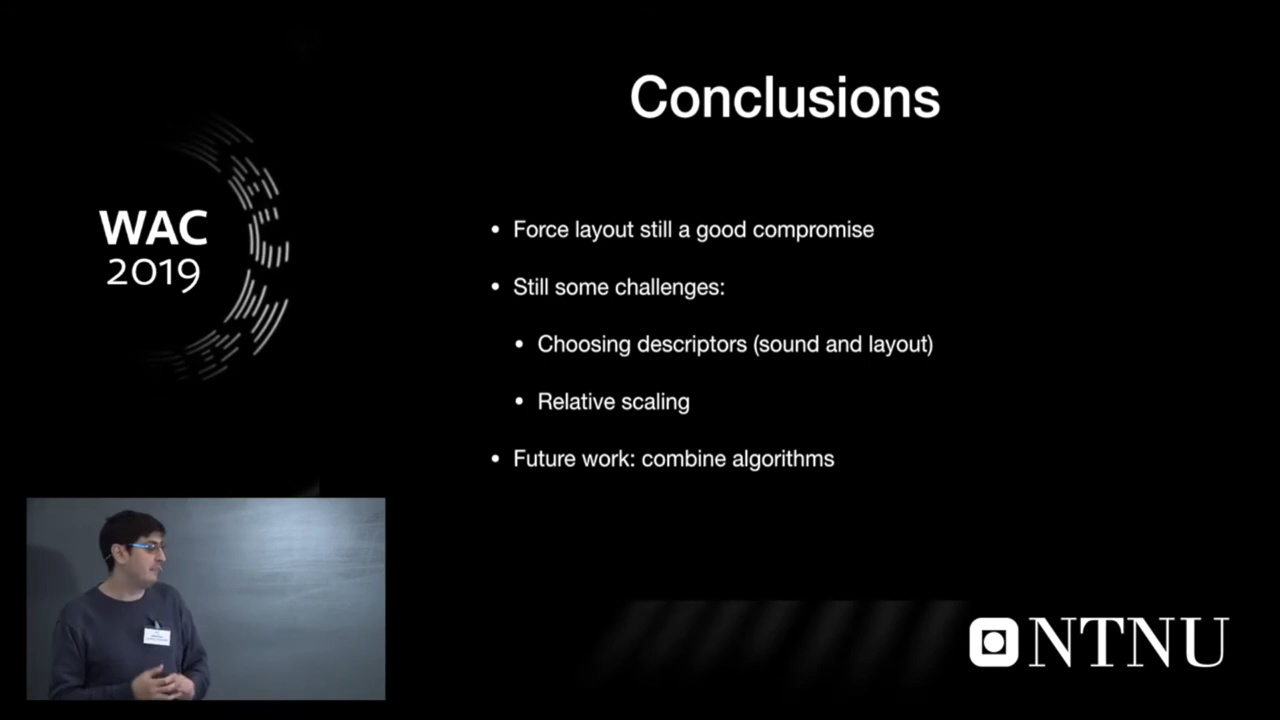 Conclusions
WAC
2019
• Force layout still a good compromise
• Still some challenges:
• Choosing descriptors (sound and layout)
• Relative scaling
• Future work: combine algorithms
NTNU